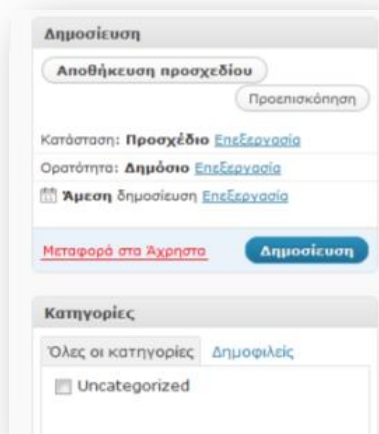 Δημοσίευση
Αποθήκευση προσχεδίου
Προεπισκόπηση
Κατάσταση: Προσχέδιο Επεξεργασία
Ορατότητα: Δημόσιο Επεξεργασία
Άμεση δημοσίευση Επεξεργασία
Μεταφορά στα Άχρηστα Δημοσίευση
Κατηγορίες
Όλες οι κατηγορίες Δημοφιλείς
Uncategorized